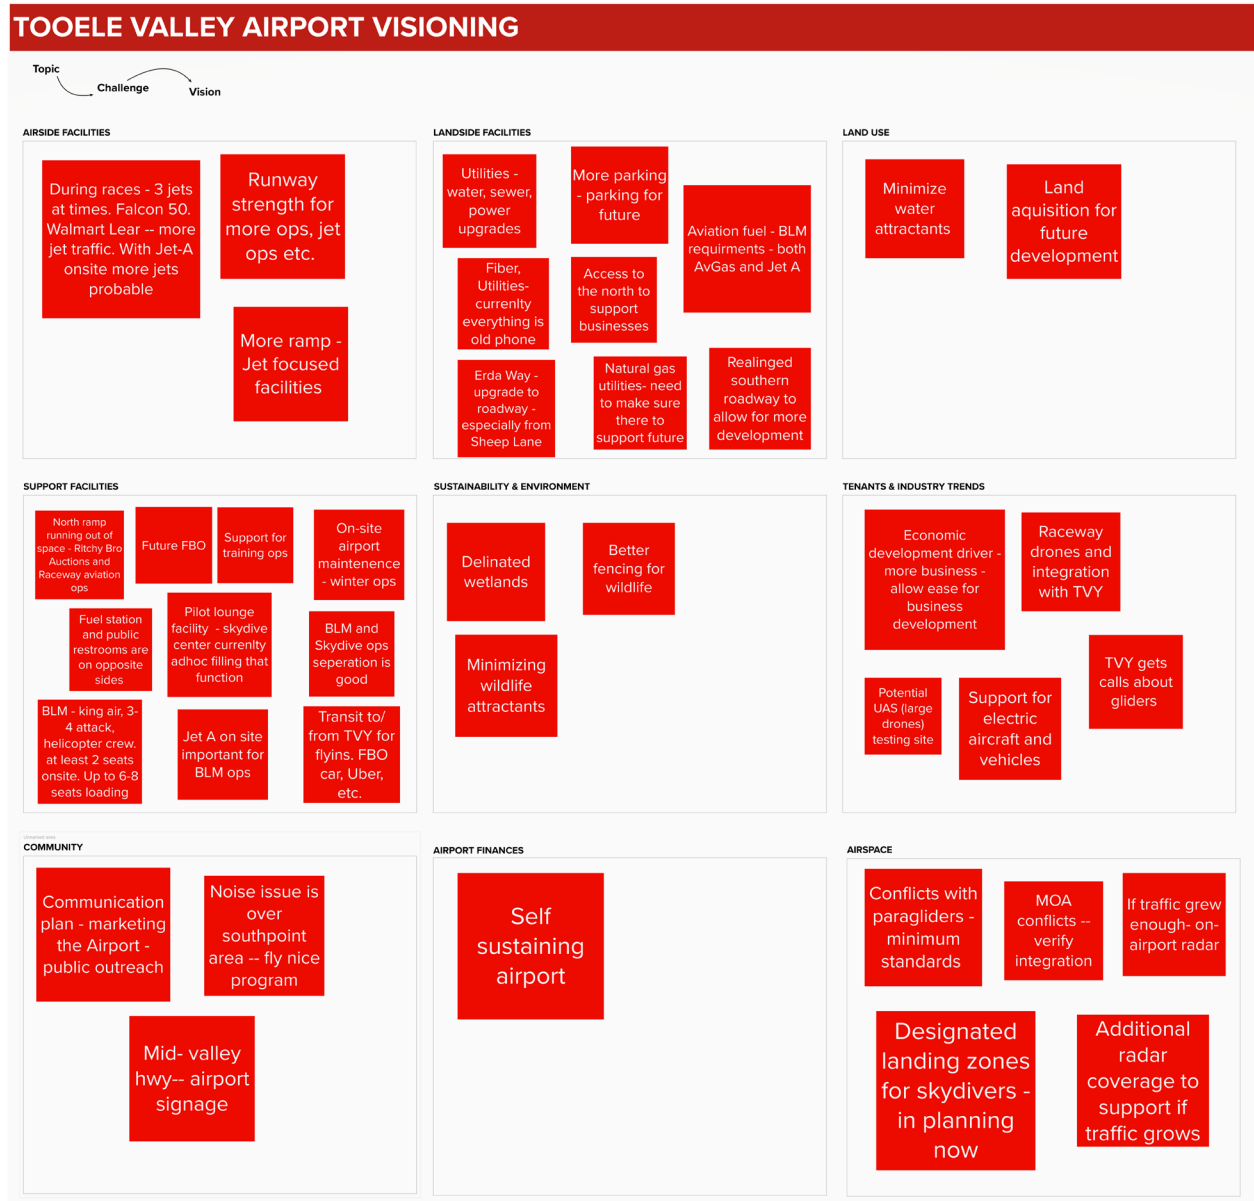 TOOELE VALLEY AIRPORT VISIONING
Topic
Challenge
Vision
AIRSIDE FACILITIES
During races - 3 jets
at times. Falcon 50.
Walmart Lear -- more
jet traffic. With Jet-A
onsite more jets
probable
Runway
strength for
more ops, jet
ops etc.
More ramp -
Jet focused
facilities
LANDSIDE FACILITIES
Utilities -
water, sewer,
power
upgrades
More parking
- parking for
future
Aviation fuel - BLM
requirments - both
AvGas and Jet A
Fiber,
Utilities-
currenlty
everything is
old phone
Access to
the north to
support
businesses
Erda Way -
upgrade to
roadway -
especially from
Sheep Lane
Natural gas
utilities- need
to make sure
there to
support future
Realinged
southern
roadway to
allow for more
development
LAND USE
Minimize
water
attractants
Land
aquisition for
future
development
SUPPORT FACILITIES
North ramp
running out of
space - Ritchy Bro
Auctions and
Raceway aviation
ops
Future FBO
Support for
training ops
On-site
airport
maintenence
- winter ops
Fuel station
and public
restrooms are
on opposite
sides
Pilot lounge
facility - skydive
center currenlty
adhoc filling that
function
BLM and
Skydive ops
seperation is
good
BLM - king air, 3-
4 attack,
helicopter crew.
at least 2 seats
onsite. Up to 6-8
seats loading
Jet A on site
important for
BLM ops
Transit to/
from TVY for
flyins. FBO
car, Uber,
etc.
SUSTAINABILITY & ENVIRONMENT
Delinated
wetlands
Better
fencing for
wildlife
Minimizing
wildlife
attractants
TENANTS & INDUSTRY TRENDS
Economic
development driver -
more business -
allow ease for
business
development
Raceway
drones and
integration
with TVY
TVY gets
calls about
gliders
Potential
UAS (large
drones)
testing site
Support for
electric
aircraft and
vehicles
Unnamed area
COMMUNITY
Communication
plan - marketing
the Airport -
public outreach
Noise issue is
over
southpoint
area -- fly nice
program
Mid- valley
hwy-- airport
signage
AIRPORT FINANCES
Self
sustaining
airport
AIRSPACE
Conflicts with
paragliders -
minimum
standards
MOA
conflicts --
verify
integration
If traffic grew
enough- on-
airport radar
Designated
landing zones
for skydivers -
in planning
now
Additional
radar
coverage to
support if
traffic grows